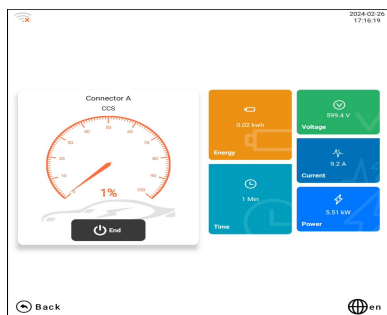 2024-02-26
17:16:19
Connector A
CCS
0
10
20
30
40
50
60
70
80
90
100
1%
End
0.02 kwh
Energy
599.4 V
Voltage
9.2 A
Current
1 Min
Time
5.51 kW
Power
Back
en